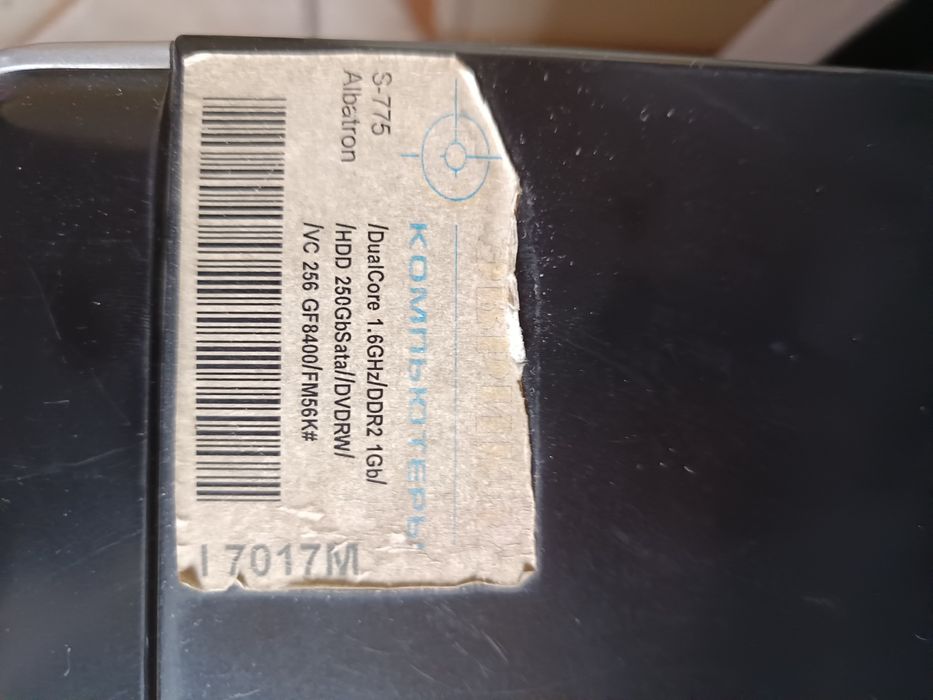 КОМПЬЮТЕРЫ
S-775
Albatron
/DualCore 1.6GHz/DDR2 1Gb/
/HDD 250GbSata//DVDRW/
/VC 256 GF8400/FM56K#
I 7017M